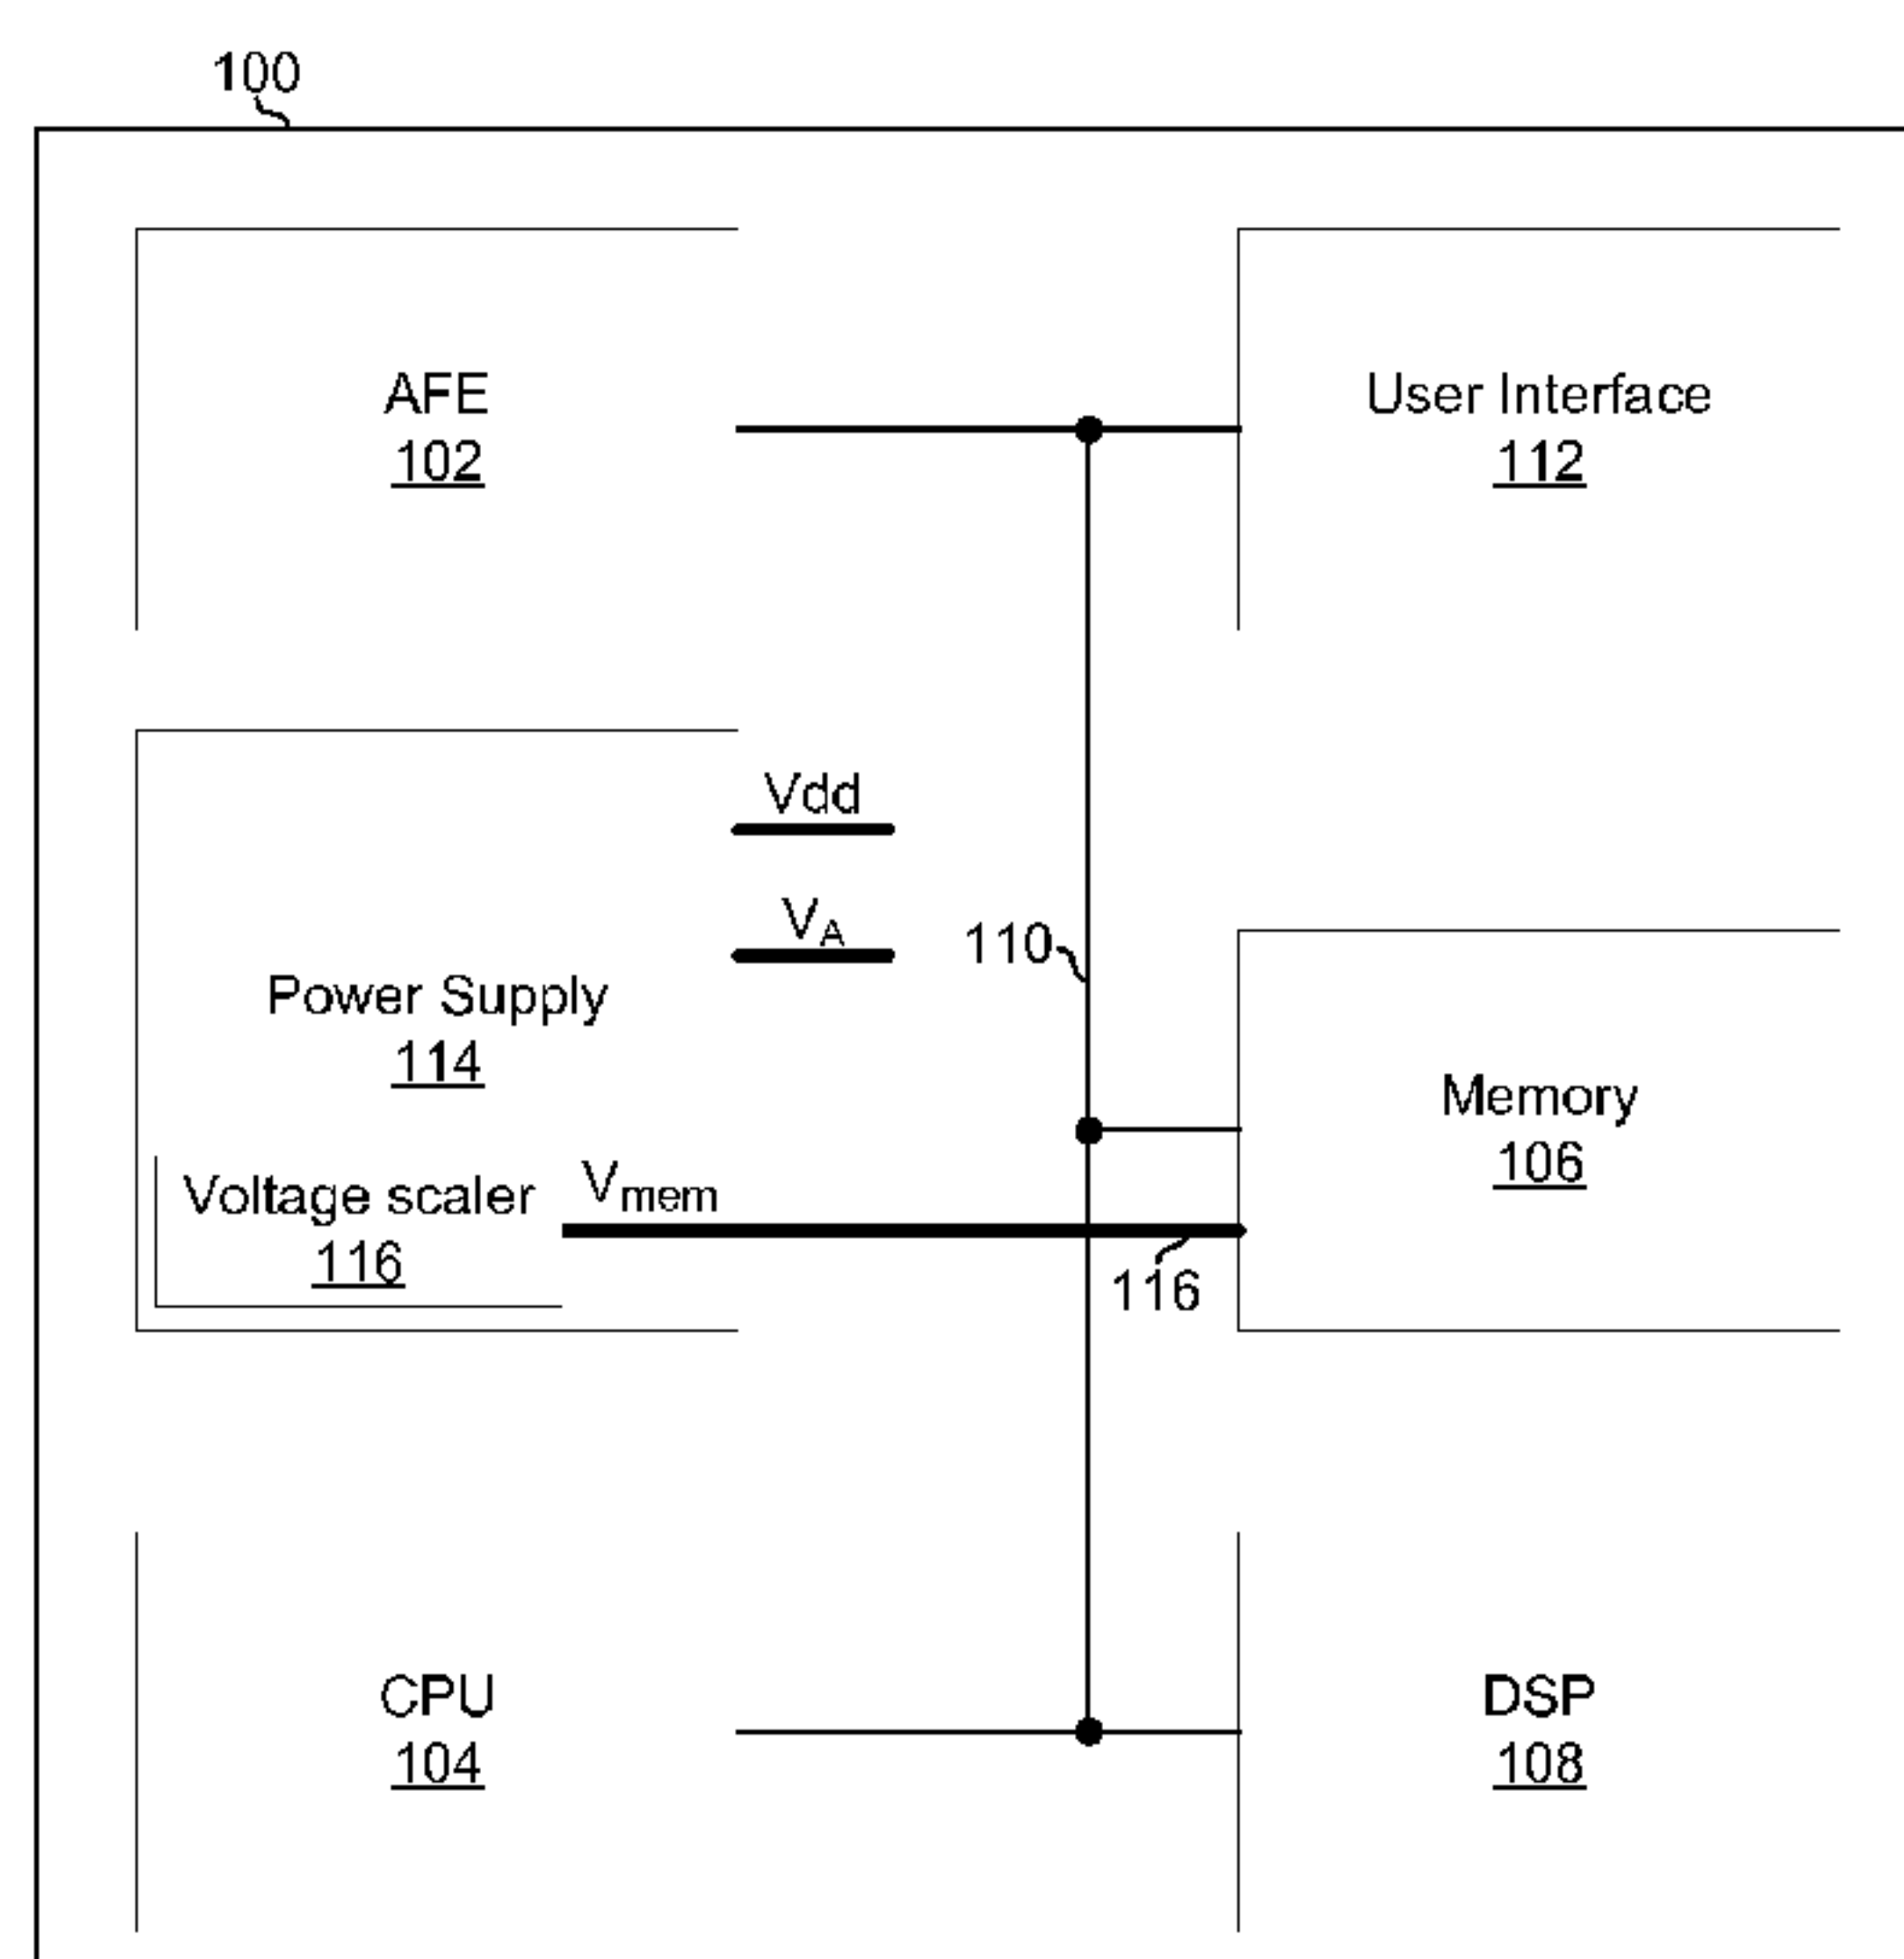 100
AFE
102
User Interface
112
Vdd
VA
110
Power Supply
114
Memory
106
Voltage scaler
116
Vmem
116
CPU
104
DSP
108